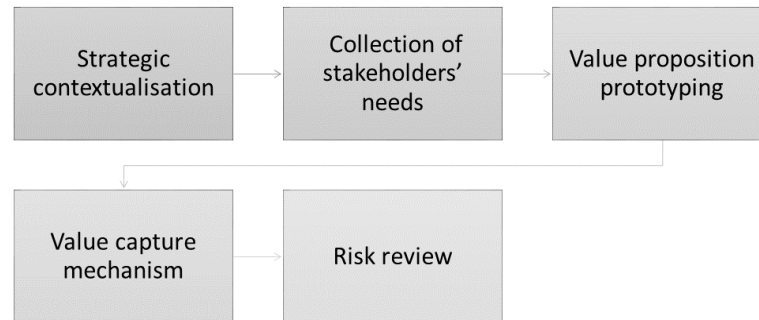 Strategic
contextualisation
Collection of
stakeholders’
needs
Value proposition
prototyping
Value capture
mechanism
Risk review